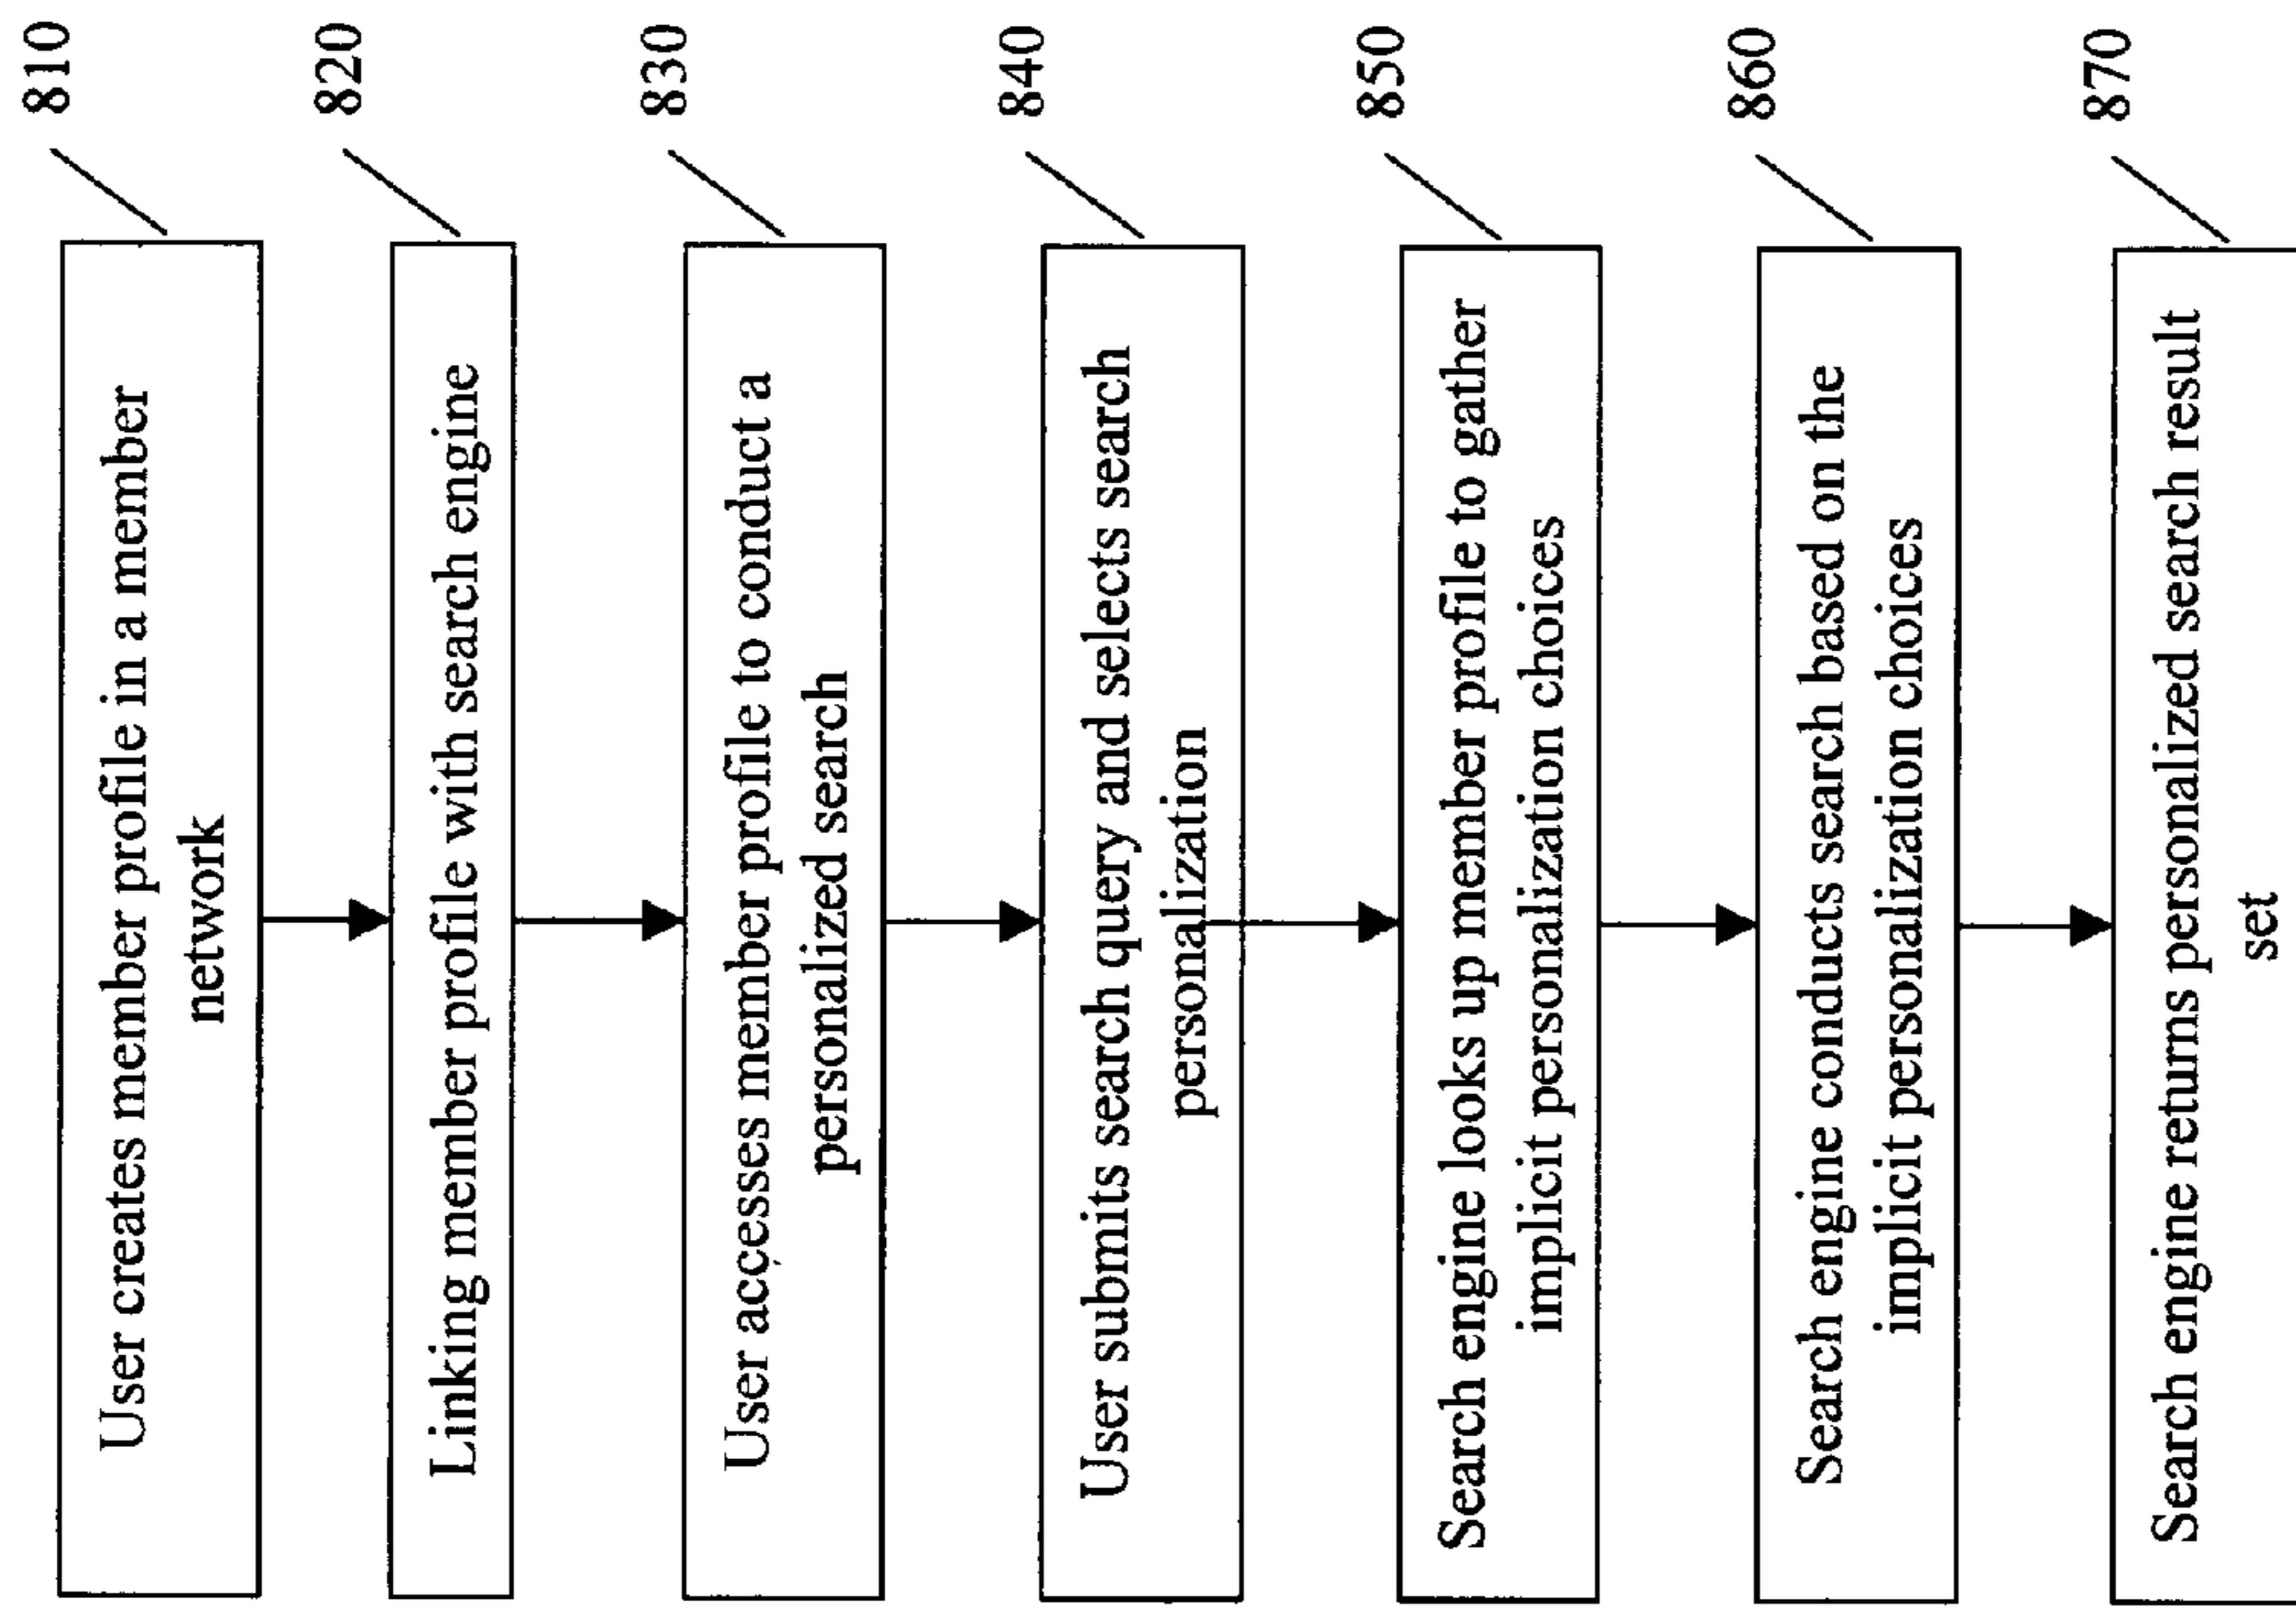 User creates member profile in a member
network
810
Linking member profile with search engine
820
User accesses member profile to conduct a
personalized search
830
User submits search query and selects search
personalization
840
Search engine looks up member profile to gather
implicit personalization choices
850
Search engine conducts search based on the
implicit personalization choices
860
Search engine returns personalized search result
set
870